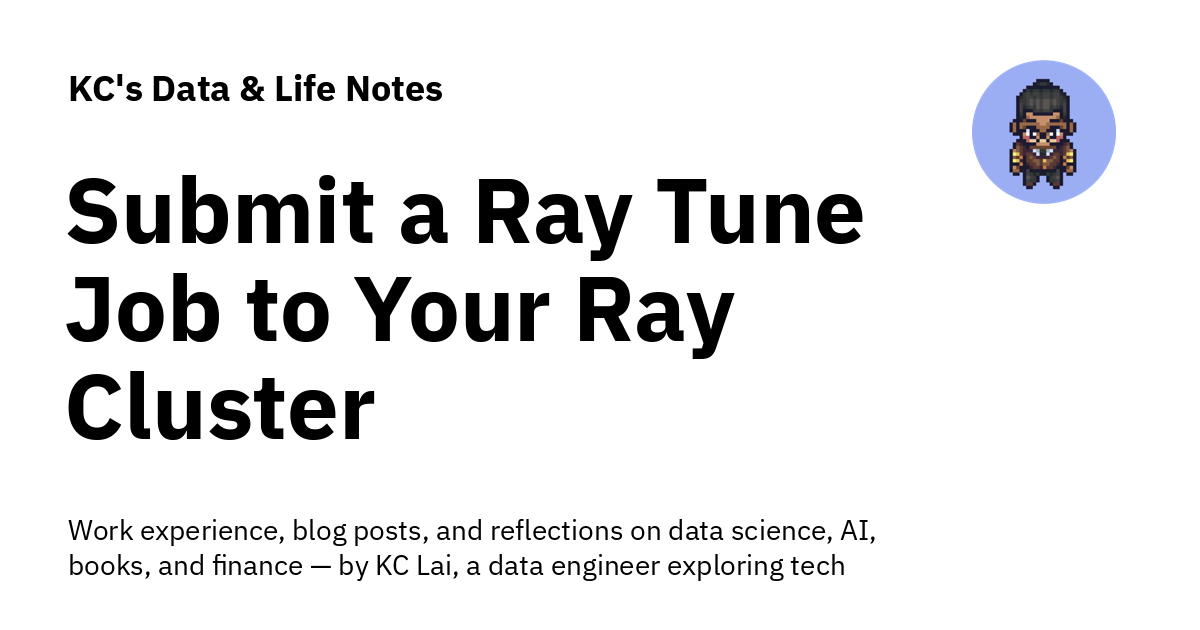 KC's Data & Life Notes
Submit a Ray Tune
Job to Your Ray
Cluster
Work experience, blog posts, and reflections on data science, AI,
books, and finance — by KC Lai, a data engineer exploring tech